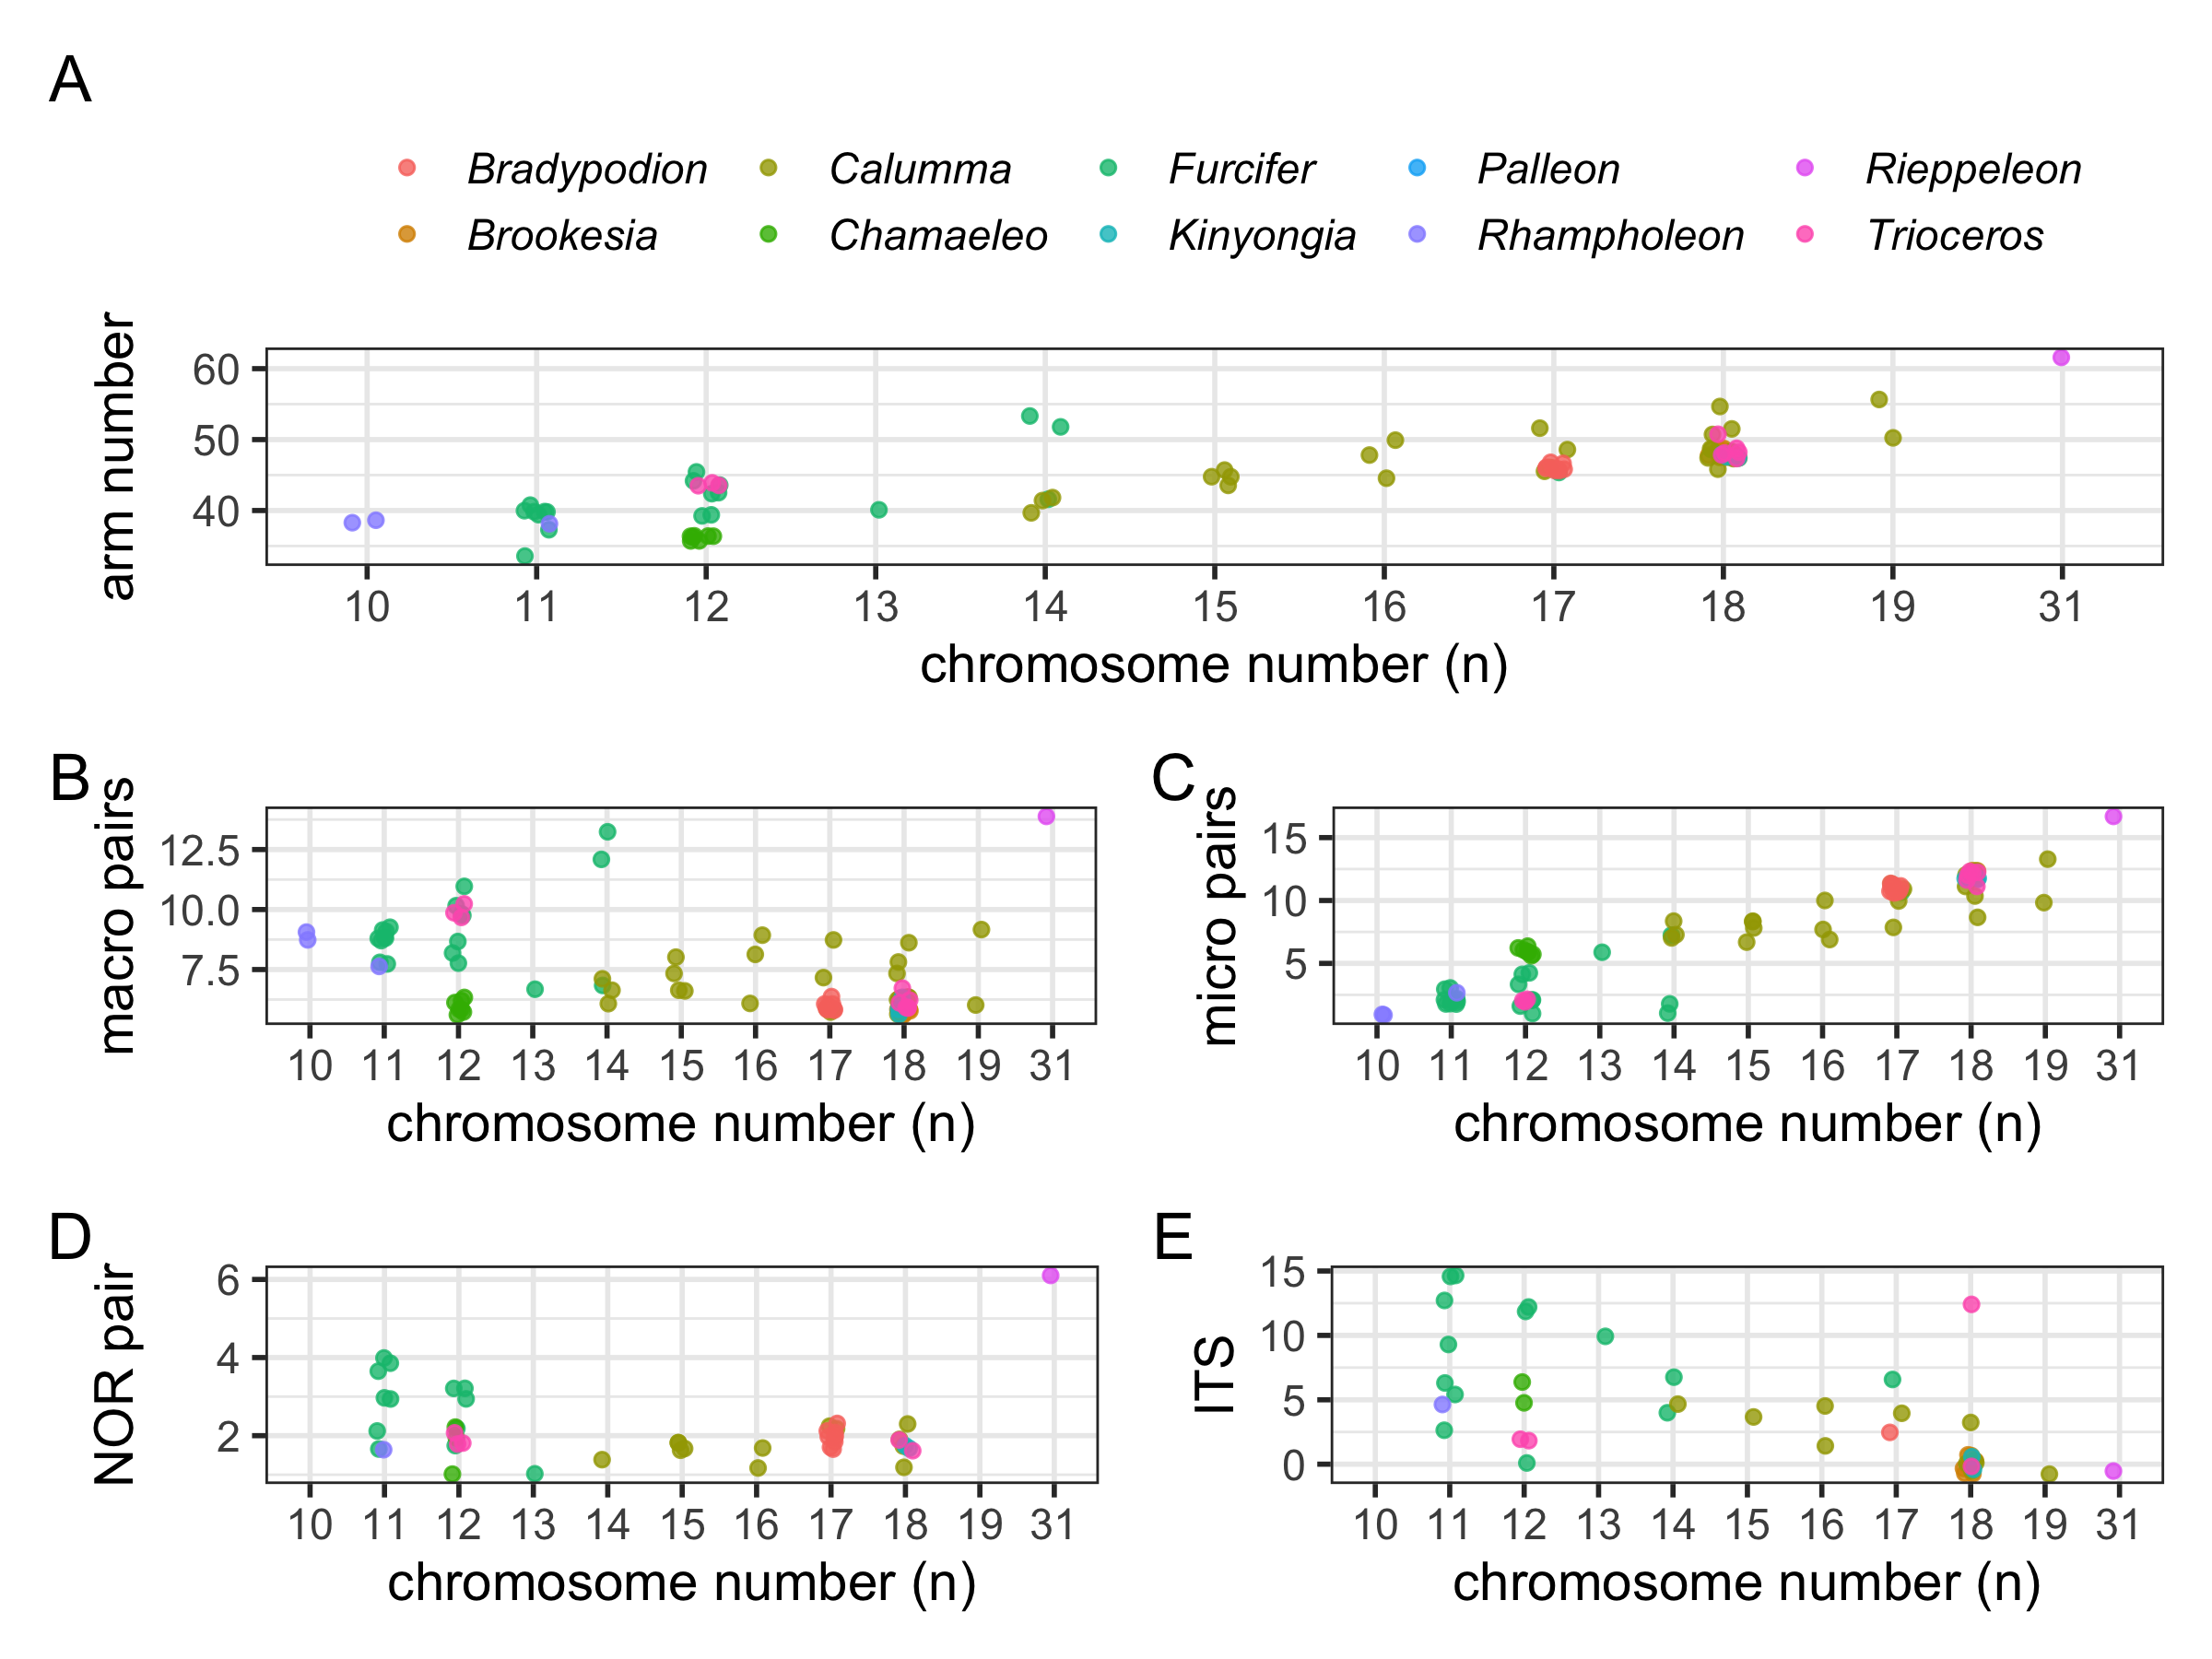 A
Bradypodion Calumma Furcifer Palleon Rieppeleon
Brookesia Chamaeleo Kinyongia Rhampholeon Trioceros
arm number
60
50
40
10 11 12 13 14 15 16 17 18 19 31
chromosome number (n)
B
macro pairs
12.5
10.0
7.5
10 11 12 13 14 15 16 17 18 19 31
chromosome number (n)
C
micro pairs
15
10
5
10 11 12 13 14 15 16 17 18 19 31
chromosome number (n)
D
NOR pair
6
4
2
10 11 12 13 14 15 16 17 18 19 31
chromosome number (n)
E
ITS
15
10
5
0
10 11 12 13 14 15 16 17 18 19 31
chromosome number (n)